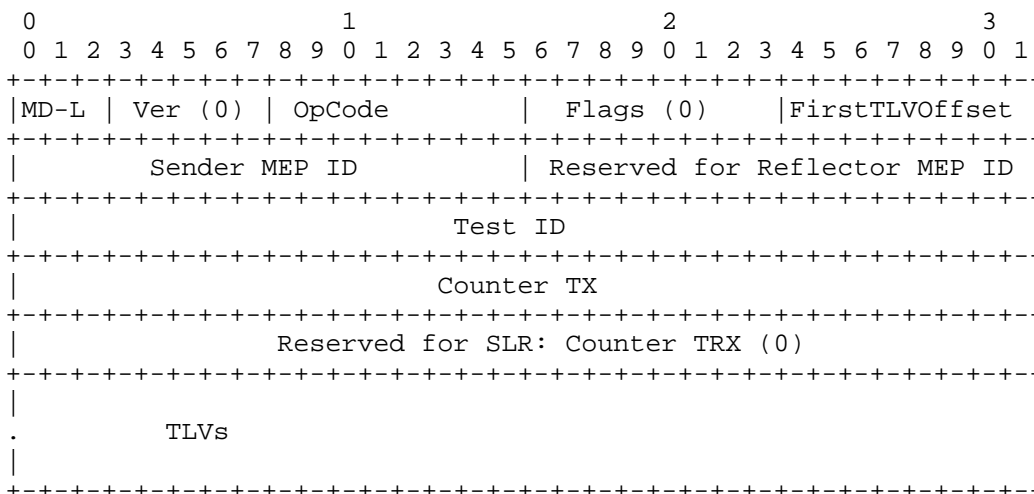 0                   1                   2                   3
0 1 2 3 4 5 6 7 8 9 0 1 2 3 4 5 6 7 8 9 0 1 2 3 4 5 6 7 8 9 0 1
+-+-+-+-+-+-+-+-+-+-+-+-+-+-+-+-+-+-+-+-+-+-+-+-+-+-+-+-+-+-+-+-
|MD-L | Ver (0) | OpCode        |  Flags (0)    |FirstTLVOffset
+-+-+-+-+-+-+-+-+-+-+-+-+-+-+-+-+-+-+-+-+-+-+-+-+-+-+-+-+-+-+-+-
|        Sender MEP ID          | Reserved for Reflector MEP ID
+-+-+-+-+-+-+-+-+-+-+-+-+-+-+-+-+-+-+-+-+-+-+-+-+-+-+-+-+-+-+-+-
|                           Test ID
+-+-+-+-+-+-+-+-+-+-+-+-+-+-+-+-+-+-+-+-+-+-+-+-+-+-+-+-+-+-+-+-
|                          Counter TX
+-+-+-+-+-+-+-+-+-+-+-+-+-+-+-+-+-+-+-+-+-+-+-+-+-+-+-+-+-+-+-+-
|                Reserved for SLR: Counter TRX (0)
+-+-+-+-+-+-+-+-+-+-+-+-+-+-+-+-+-+-+-+-+-+-+-+-+-+-+-+-+-+-+-+-
|
.         TLVs
|
+-+-+-+-+-+-+-+-+-+-+-+-+-+-+-+-+-+-+-+-+-+-+-+-+-+-+-+-+-+-+-+-